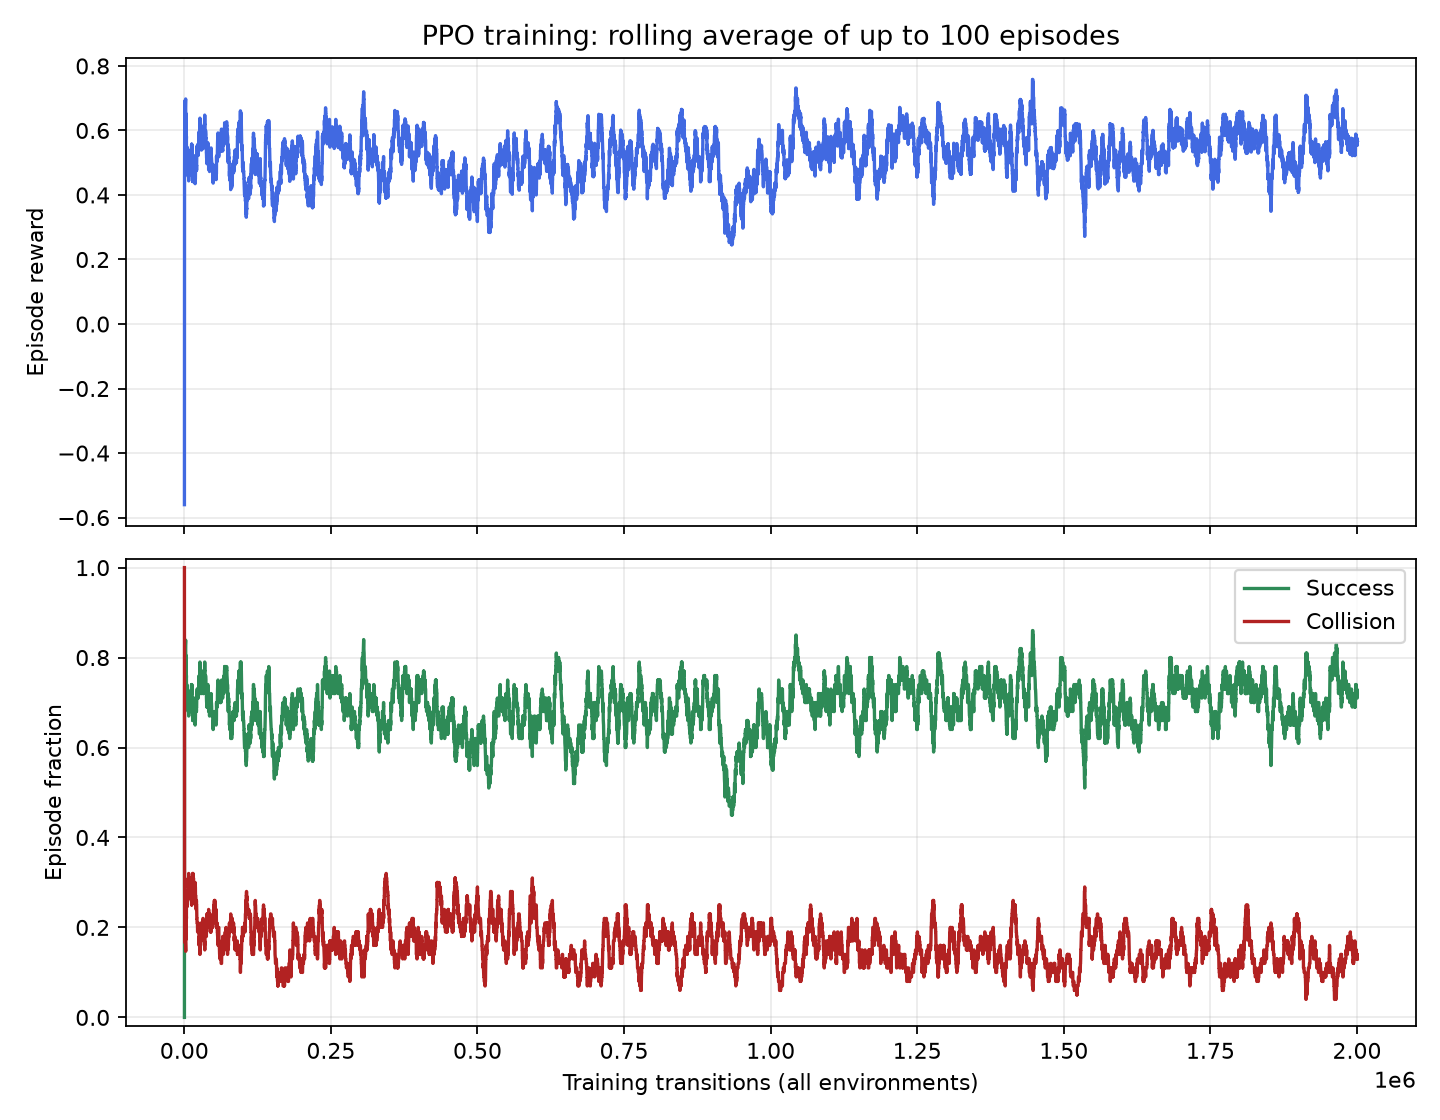 PPO training: rolling average of up to 100 episodes
0.8
0.6
0.4
0.2
0.0
−0.2
−0.4
−0.6
Episode reward
1.0
0.8
0.6
0.4
0.2
0.0
Episode fraction
Success
Collision
0.00 0.25 0.50 0.75 1.00 1.25 1.50 1.75 2.00
1e6
Training transitions (all environments)